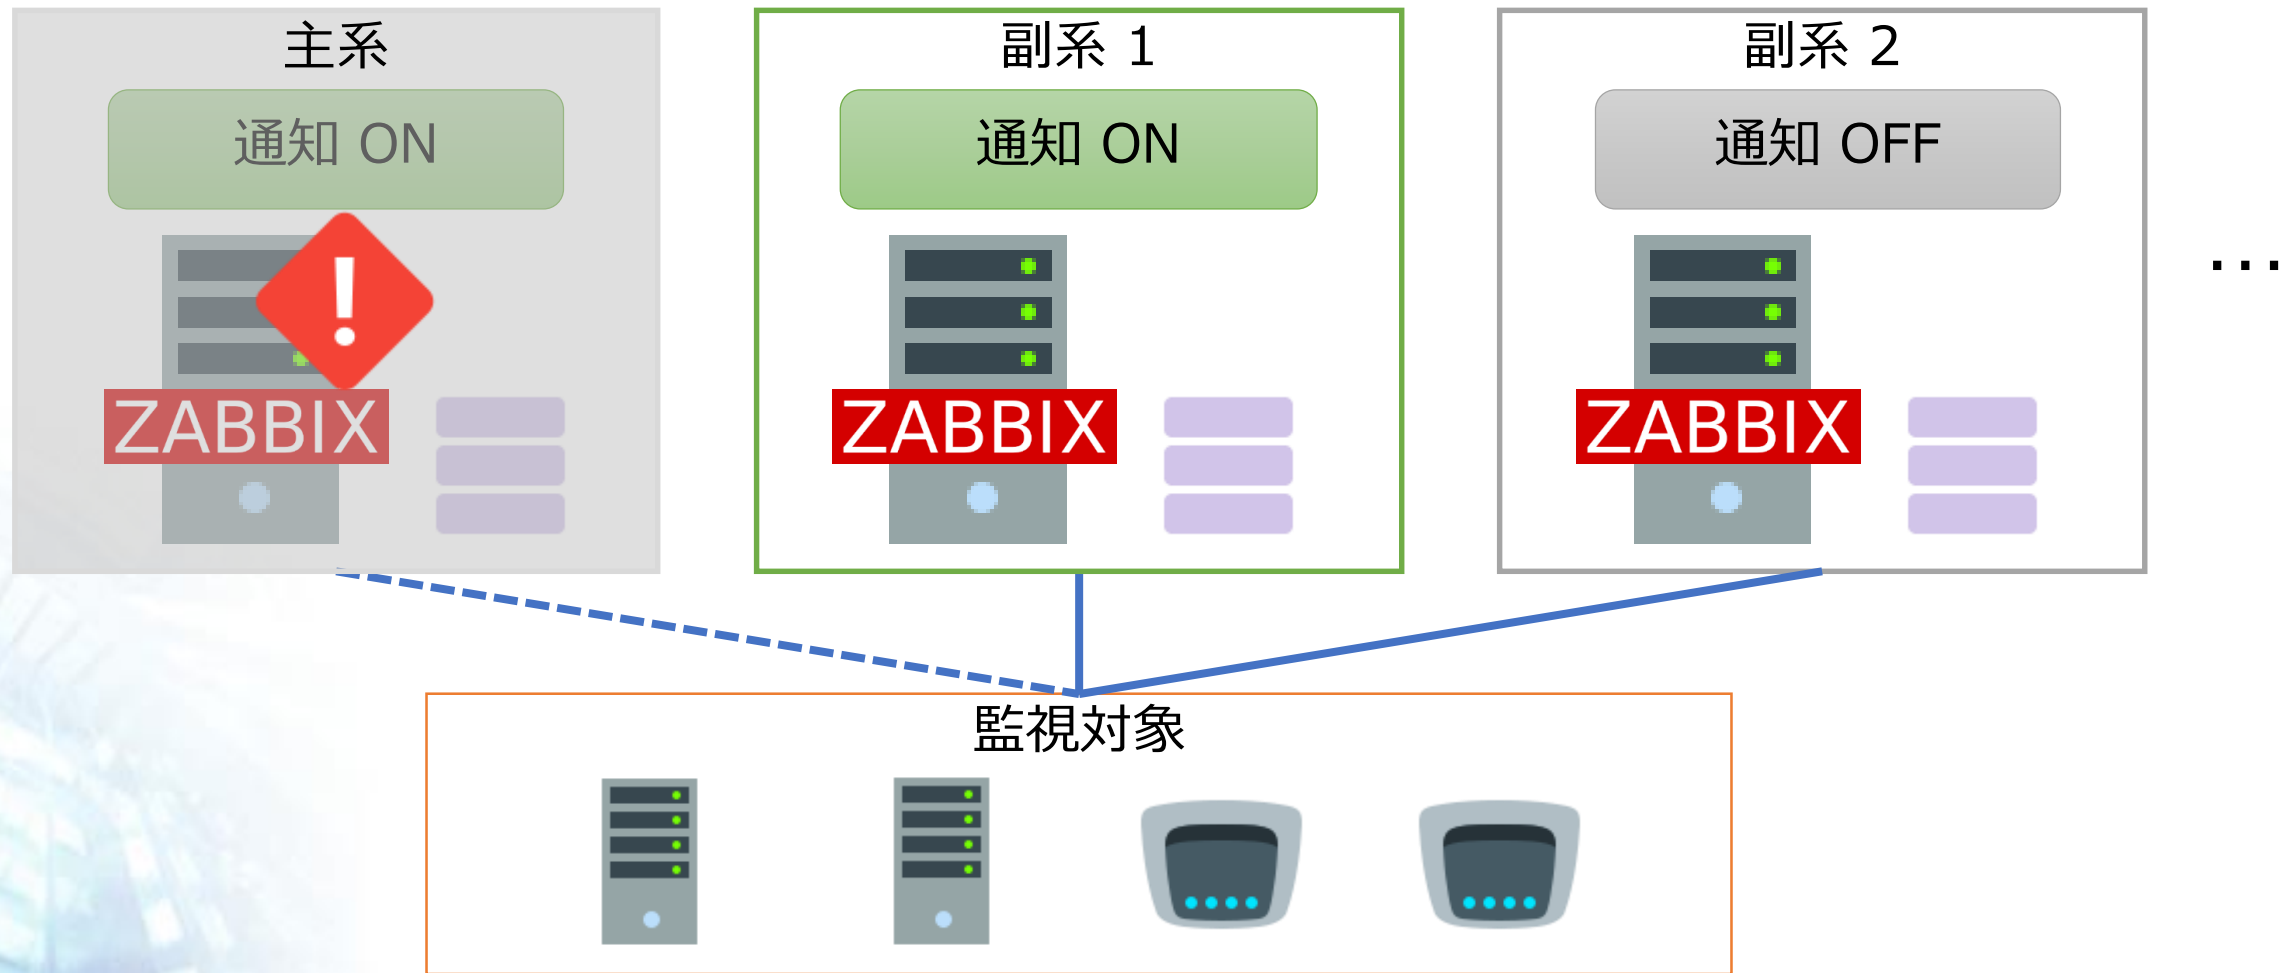 主系
通知 ON
ZABBIX
副系 1
通知 ON
ZABBIX
副系 2
通知 OFF
ZABBIX
…
監視対象